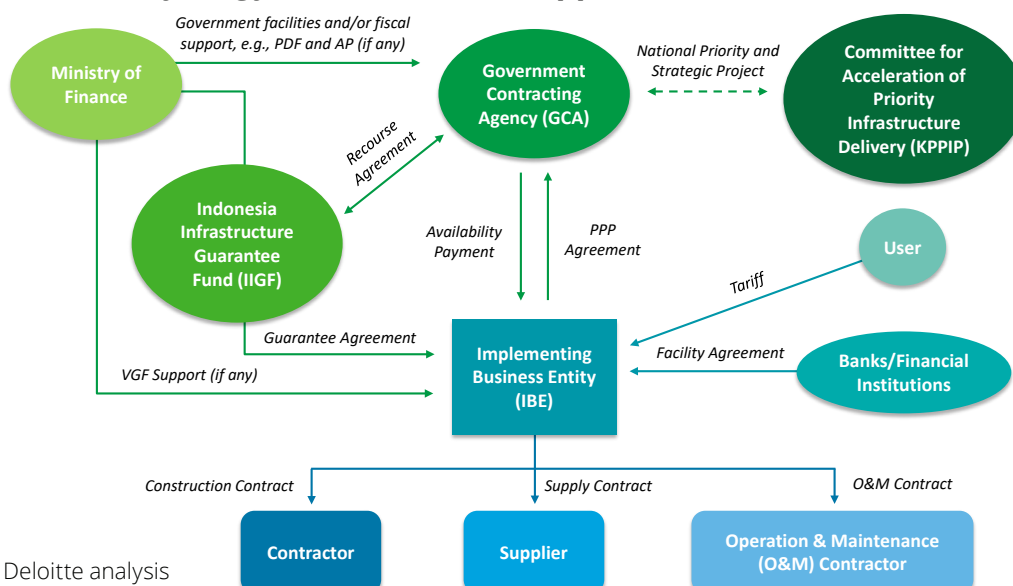 Government facilities and/or fiscal
support, e.g., PDF and AP (if any)
Ministry of
Finance
Government
Contracting
Agency (GCA)
National Priority and
Strategic Project
Committee for
Acceleration of
Priority
Infrastructure
Delivery (KPPIP)
Recourse
Agreement
Indonesia
Infrastructure
Guarantee
Fund (IIGF)
Availability
Payment
PPP
Agreement
User
Tariff
Guarantee Agreement
Implementing
Business Entity
(IBE)
Facility Agreement
Banks/Financial
Institutions
VGF Support (if any)
Construction Contract
Supply Contract
O&M Contract
Contractor
Supplier
Operation & Maintenance
(O&M) Contractor
Deloitte analysis